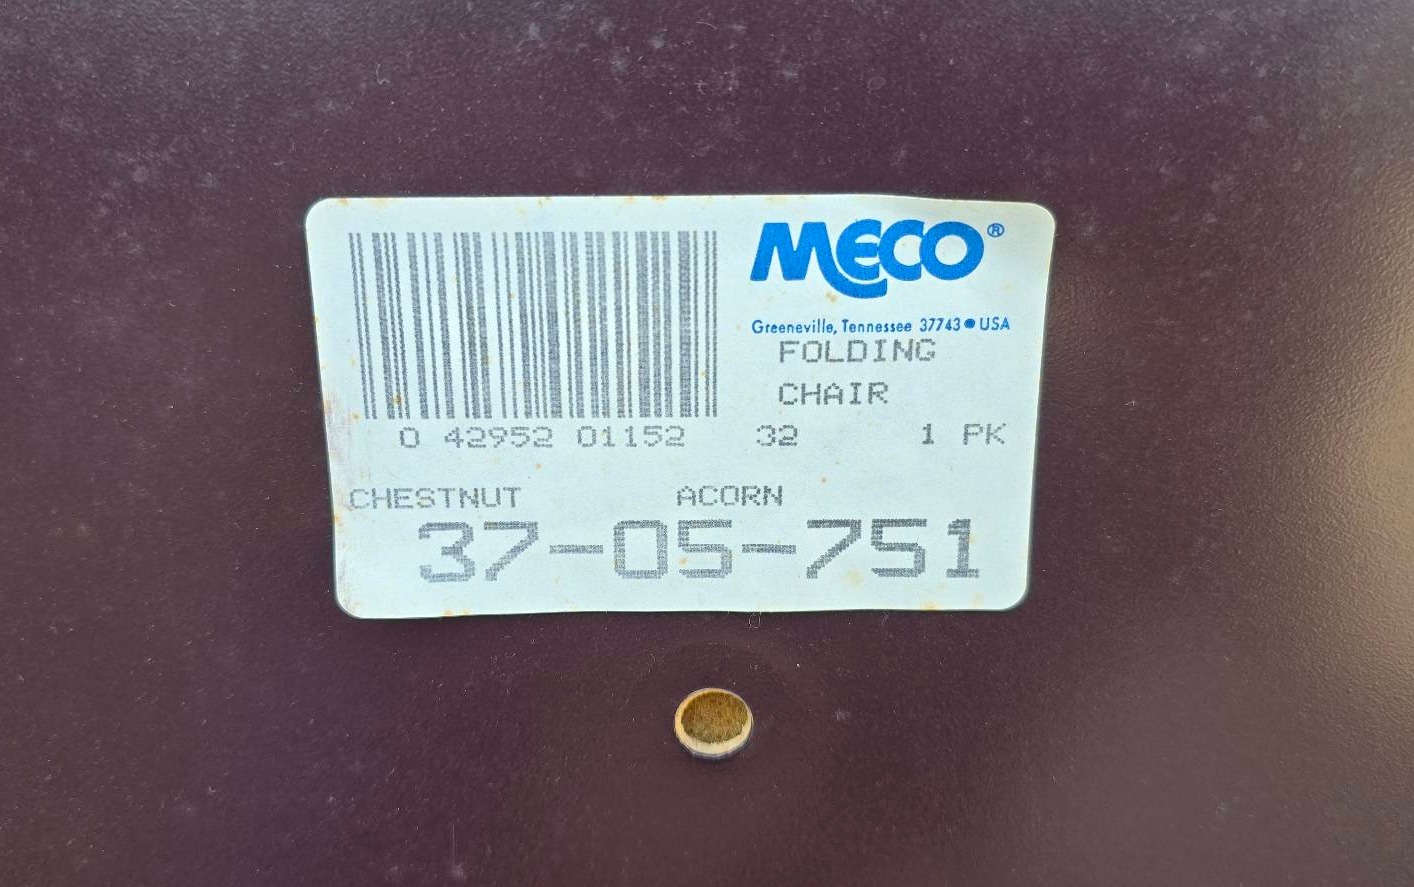 MECO®
Greeneville, Tennessee 37743 • USA
FOLDING
CHAIR
0 42952 01152 32 1 PK
CHESTNUT ACORN
37-05-751